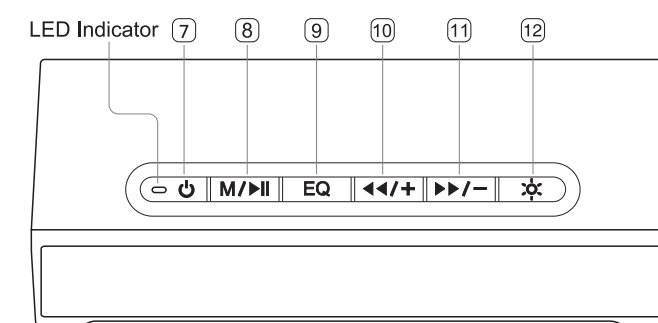 LED Indicator 7 8 9 10 11 12
M/▶II EQ ◀◀/+ ▶▶/−